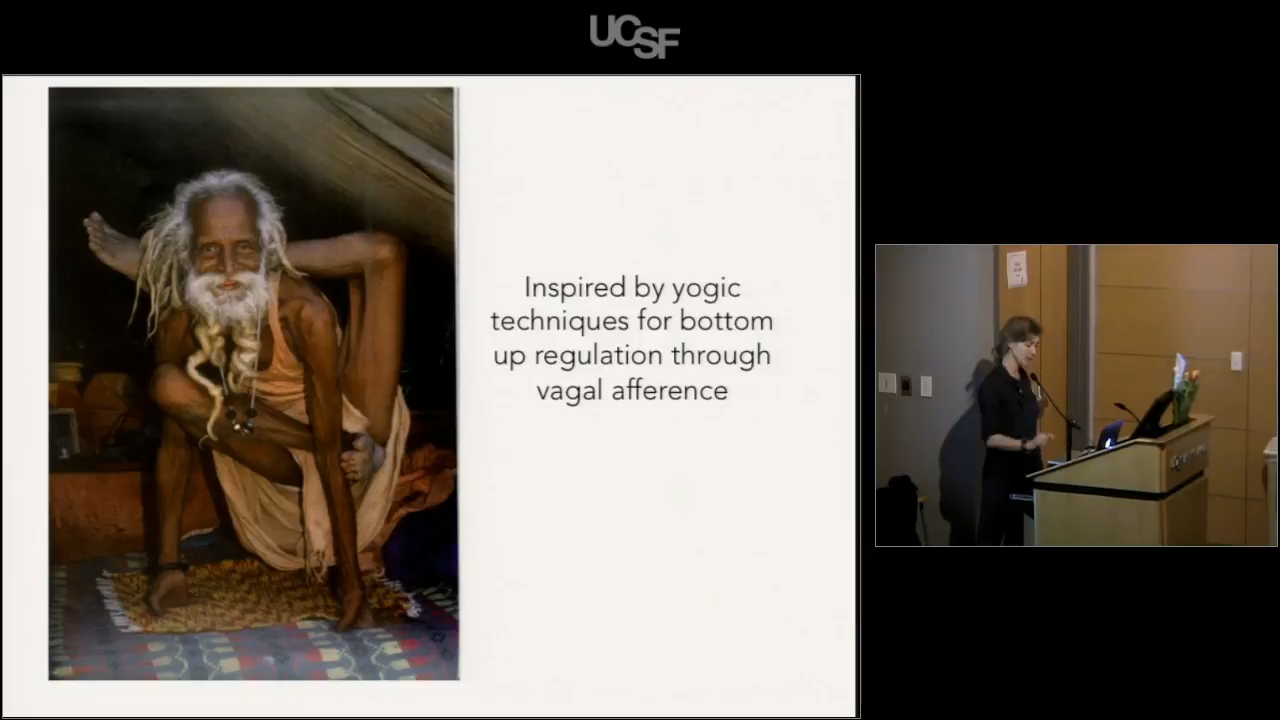 UCSF
Inspired by yogic
techniques for bottom
up regulation through
vagal afference